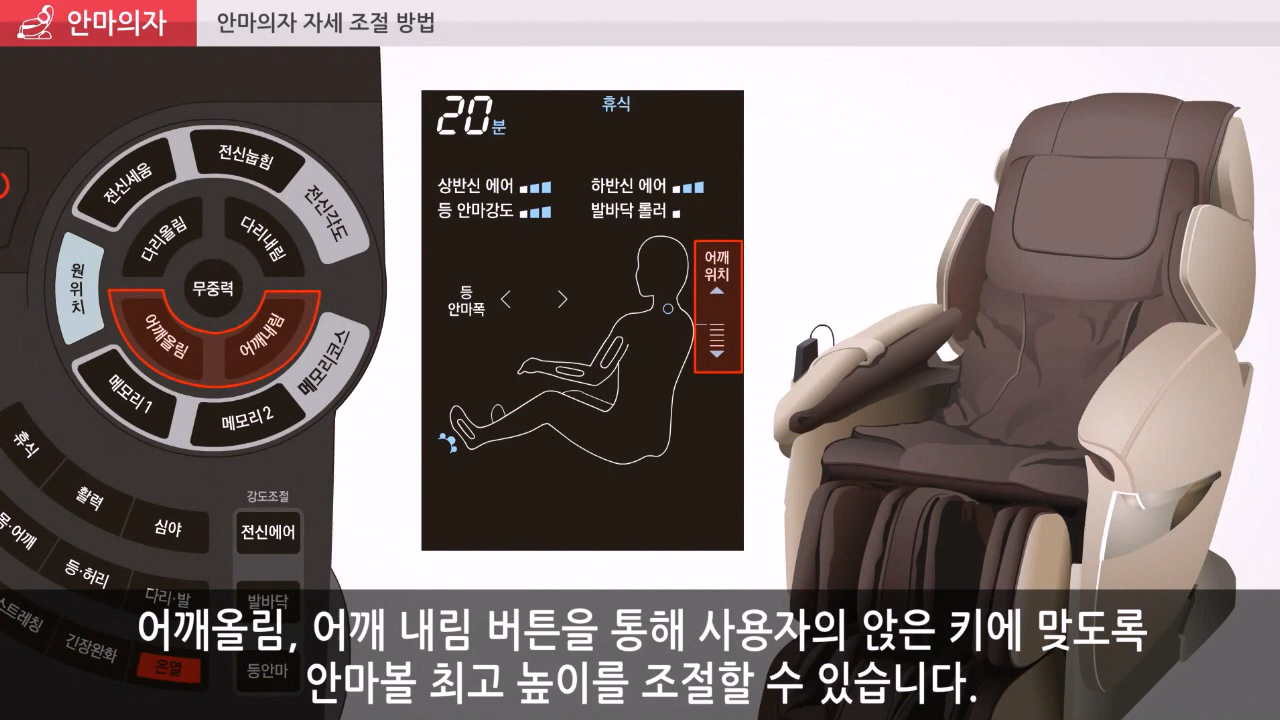 안마의자
안마의자 자세 조절 방법
전신세움
전신눕힘
전신각도
다리올림
다리내림
원위치
무중력
어깨올림
어깨내림
메모리코스
메모리 1
메모리 2
휴식
활력
심야
목·어깨
등·허리
다리·발
스트레칭
긴장완화
온열
강도조절
전신에어
발바닥
등안마
20분
휴식
상반신 에어
하반신 에어
등 안마강도
발바닥 롤러
어깨
위치
등
안마폭
어깨올림, 어깨 내림 버튼을 통해 사용자의 앉은 키에 맞도록
안마볼 최고 높이를 조절할 수 있습니다.